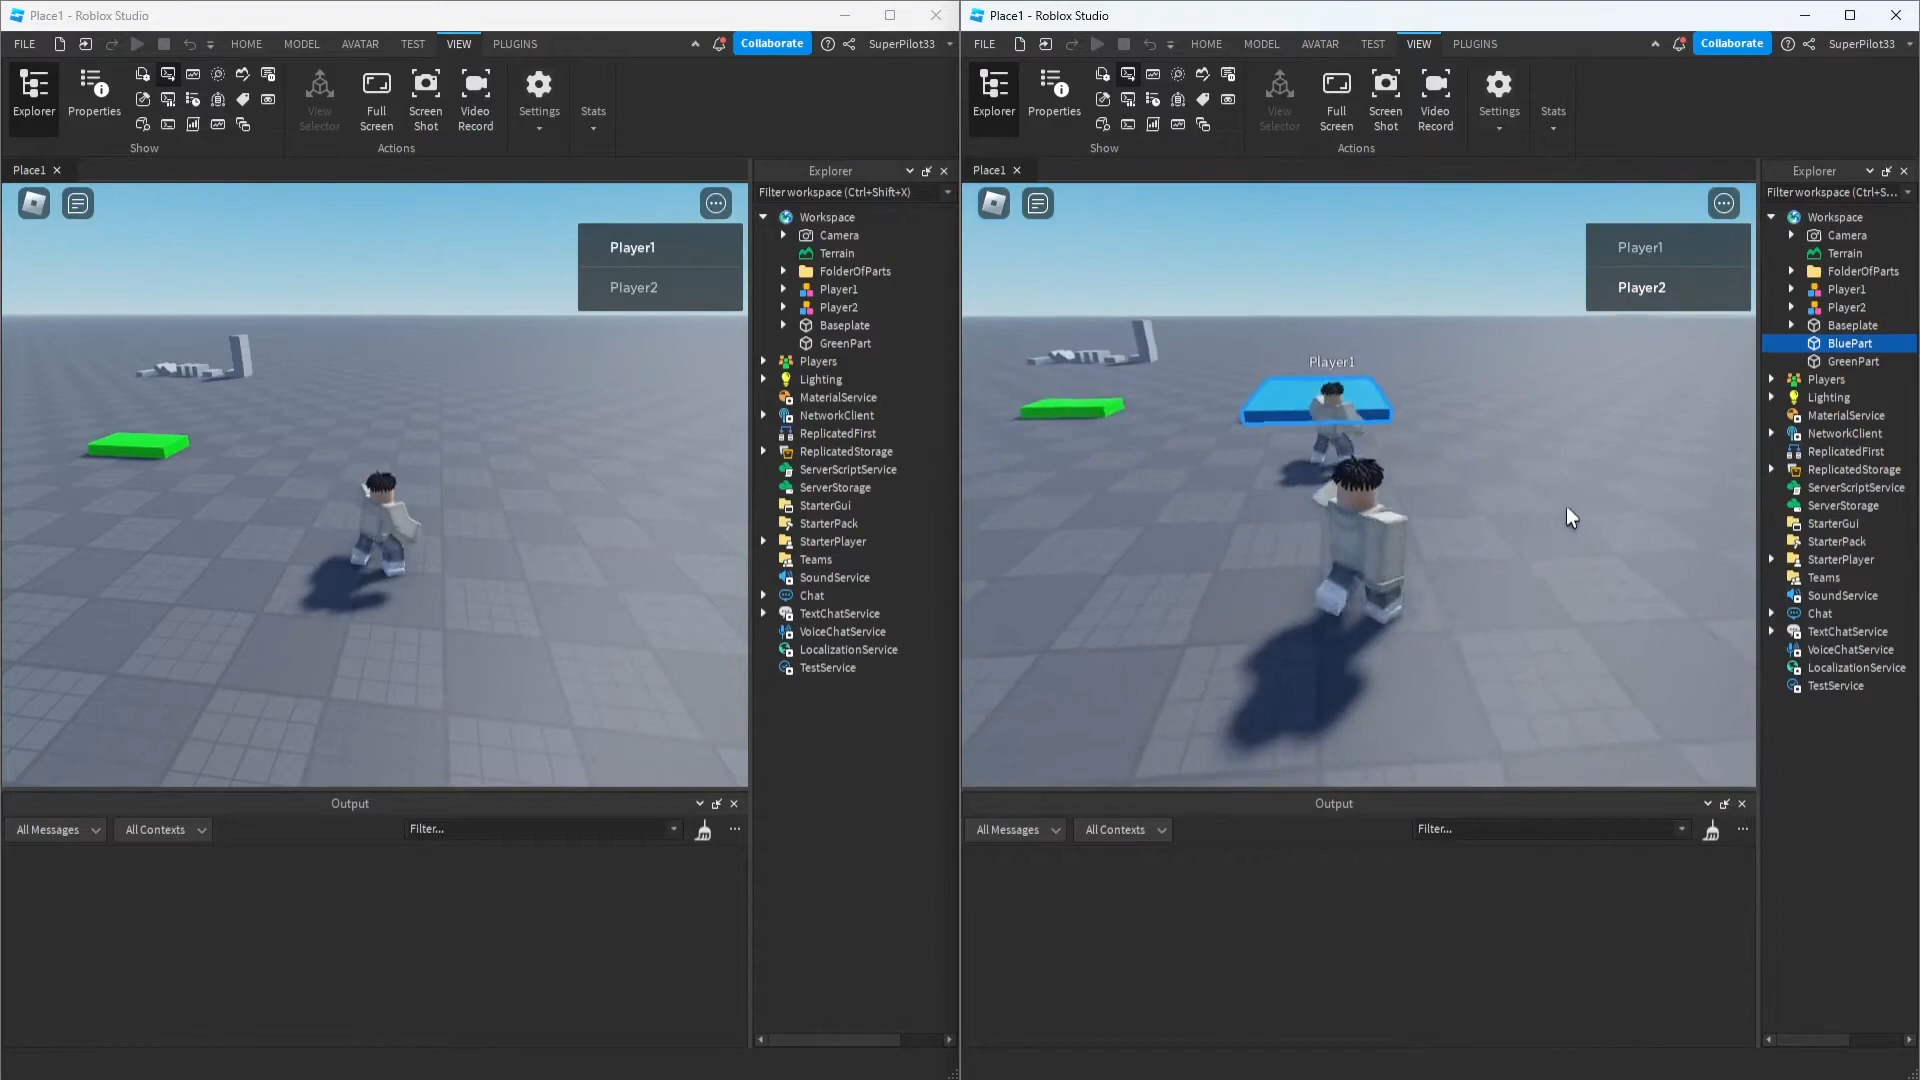 Place1 - Roblox Studio
FILE
HOME
MODEL
AVATAR
TEST
VIEW
PLUGINS
Collaborate
SuperPilot33
Explorer
Properties
View Selector
Full Screen
Screen Shot
Video Record
Settings
Stats
Show
Actions
Place1
Player1
Player2
Explorer
Filter workspace (Ctrl+Shift+X)
Workspace
Camera
Terrain
FolderOfParts
Player1
Player2
Baseplate
GreenPart
Players
Lighting
MaterialService
NetworkClient
ReplicatedFirst
ReplicatedStorage
ServerScriptService
ServerStorage
StarterGui
StarterPack
StarterPlayer
Teams
SoundService
Chat
TextChatService
VoiceChatService
LocalizationService
TestService
Output
All Messages
All Contexts
Filter...
Place1 - Roblox Studio
FILE
HOME
MODEL
AVATAR
TEST
VIEW
PLUGINS
Collaborate
SuperPilot33
Explorer
Properties
View Selector
Full Screen
Screen Shot
Video Record
Settings
Stats
Show
Actions
Place1
Player1
Player2
Player1
Explorer
Filter workspace (Ctrl+S...
Workspace
Camera
Terrain
FolderOfParts
Player1
Player2
Baseplate
BluePart
GreenPart
Players
Lighting
MaterialService
NetworkClient
ReplicatedFirst
ReplicatedStorage
ServerScriptService
ServerStorage
StarterGui
StarterPack
StarterPlayer
Teams
SoundService
Chat
TextChatService
VoiceChatService
LocalizationService
TestService
Output
All Messages
All Contexts
Filter...